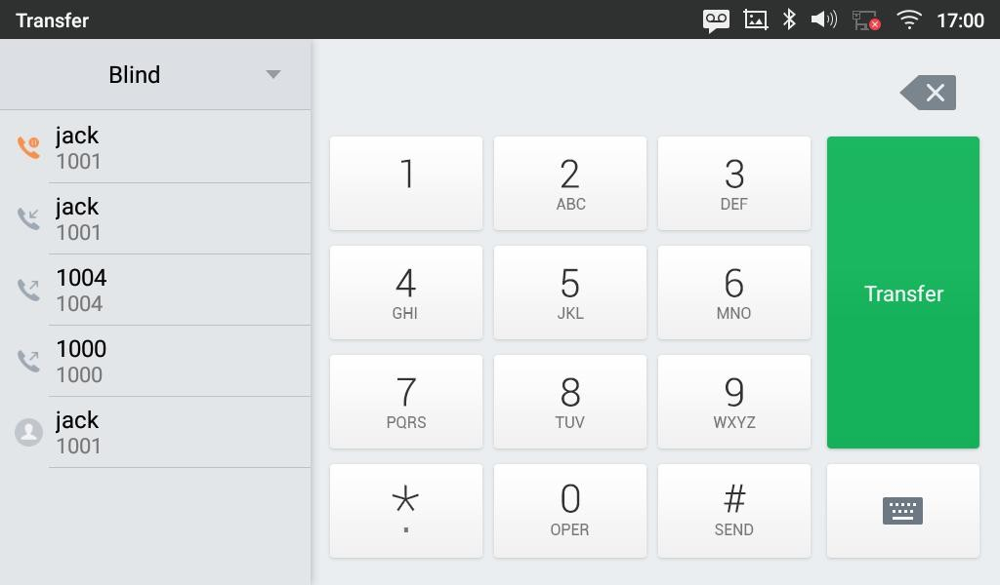 Transfer
17:00
Blind
jack
1001
jack
1001
1004
1004
1000
1000
jack
1001
1
2
ABC
3
DEF
4
GHI
5
JKL
6
MNO
7
PQRS
8
TUV
9
WXYZ
*
.
0
OPER
#
SEND
Transfer